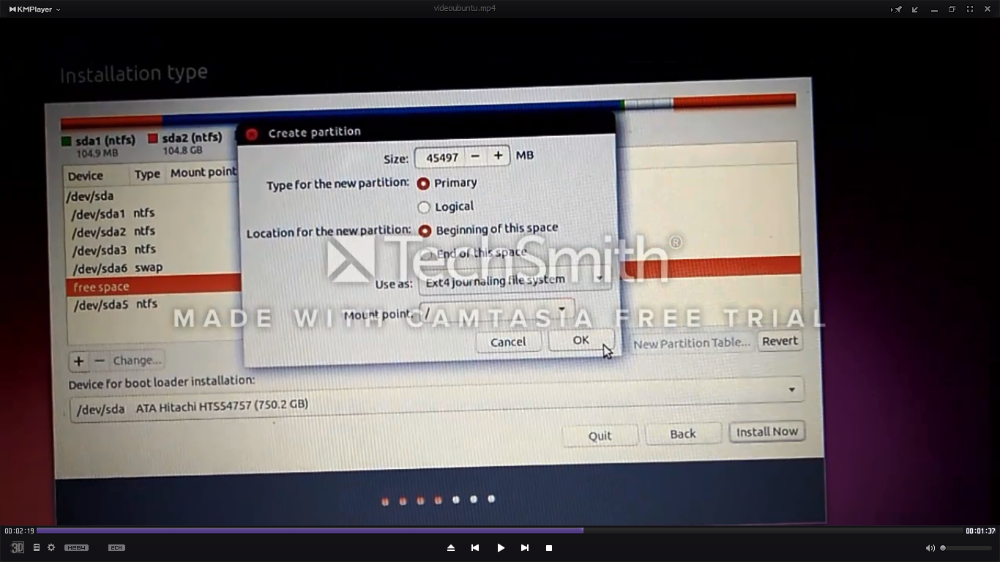 KMPlayer
videoubuntu.mp4
Installation type
sda1 (ntfs)
104.9 MB
sda2 (ntfs)
104.8 GB
Device Type Mount point
/dev/sda
/dev/sda1 ntfs
/dev/sda2 ntfs
/dev/sda3 ntfs
/dev/sda6 swap
free space
/dev/sda5 ntfs
Create partition
Size: 45497 − + MB
Type for the new partition: Primary
Logical
Location for the new partition: Beginning of this space
End of this space
Use as: Ext4 journaling file system
Mount point: /
Cancel OK
TechSmith®
MADE WITH CAMTASIA FREE TRIAL
+ − Change...
New Partition Table... Revert
Device for boot loader installation:
/dev/sda ATA Hitachi HTS54757 (750.2 GB)
Quit Back Install Now
00:02:19
00:01:37
3D H264 2CH